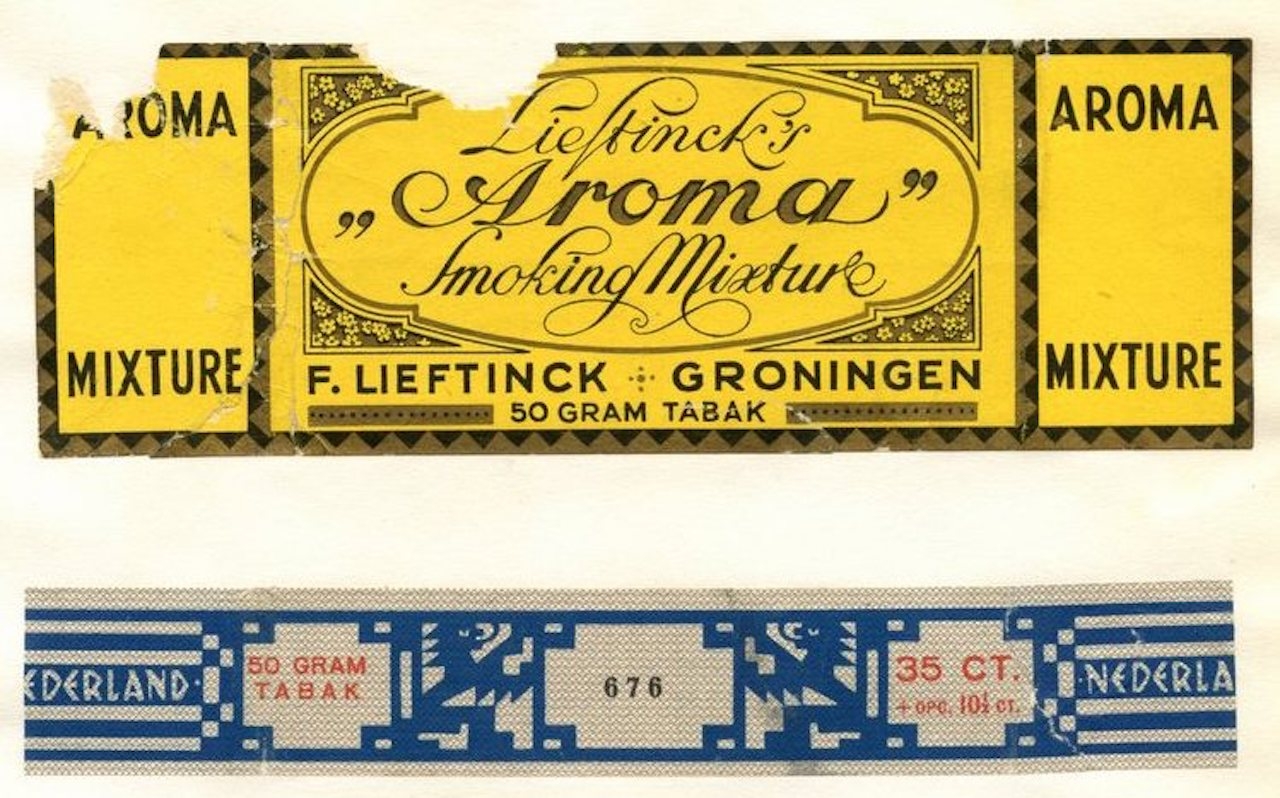 AROMA
MIXTURE
Lieftinck's
„Aroma”
Smoking Mixture
F. LIEFTINCK GRONINGEN
50 GRAM TABAK
AROMA
MIXTURE
EDERLAND·
50 GRAM
TABAK
676
35 CT.
+ OPC. 10½ CT.
·NEDERLA